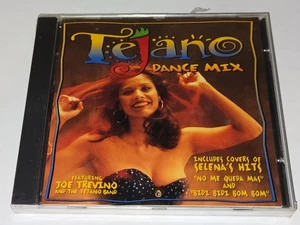 Tejano
DANCE MIX
INCLUDES COVERS OF
SELENA'S HITS
"NO ME QUEDA MAS"
AND
"BIDI BIDI BOM BOM"
FEATURING
JOE TREVINO
AND THE TEJANO BAND